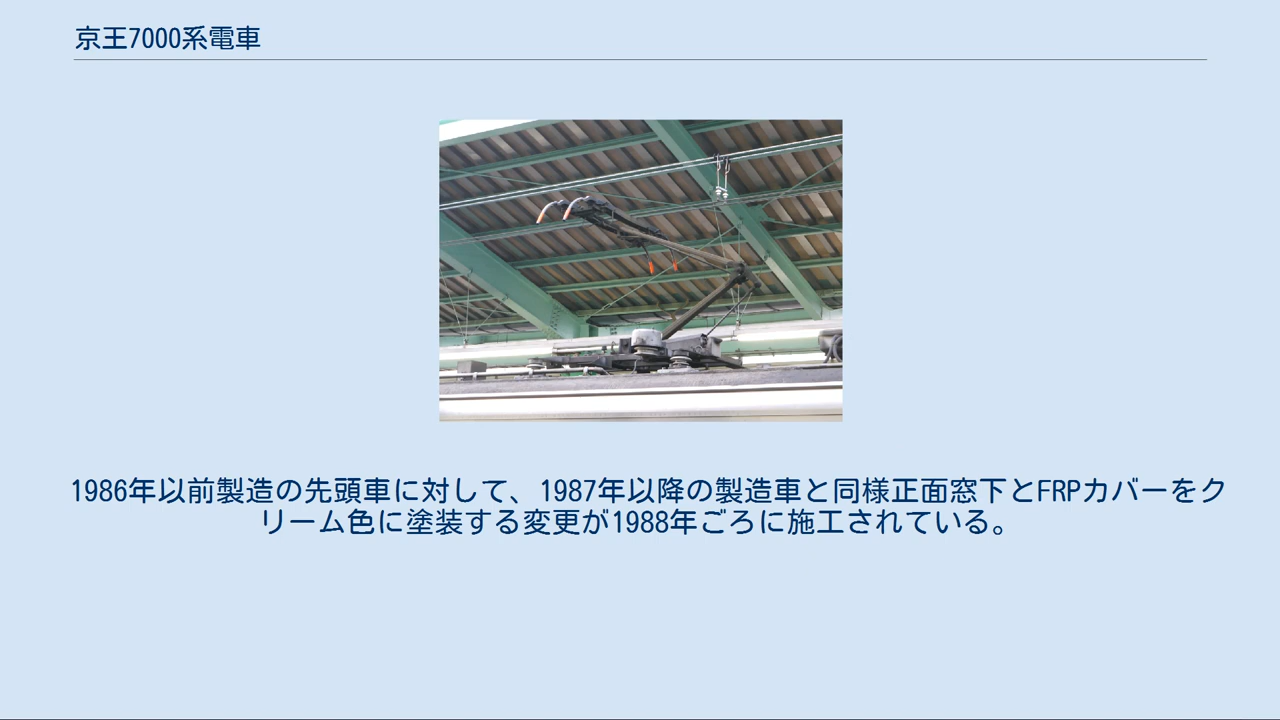 京王7000系電車
1986年以前製造の先頭車に対して、1987年以降の製造車と同様正面窓下とFRPカバーをク
リーム色に塗装する変更が1988年ごろに施工されている。